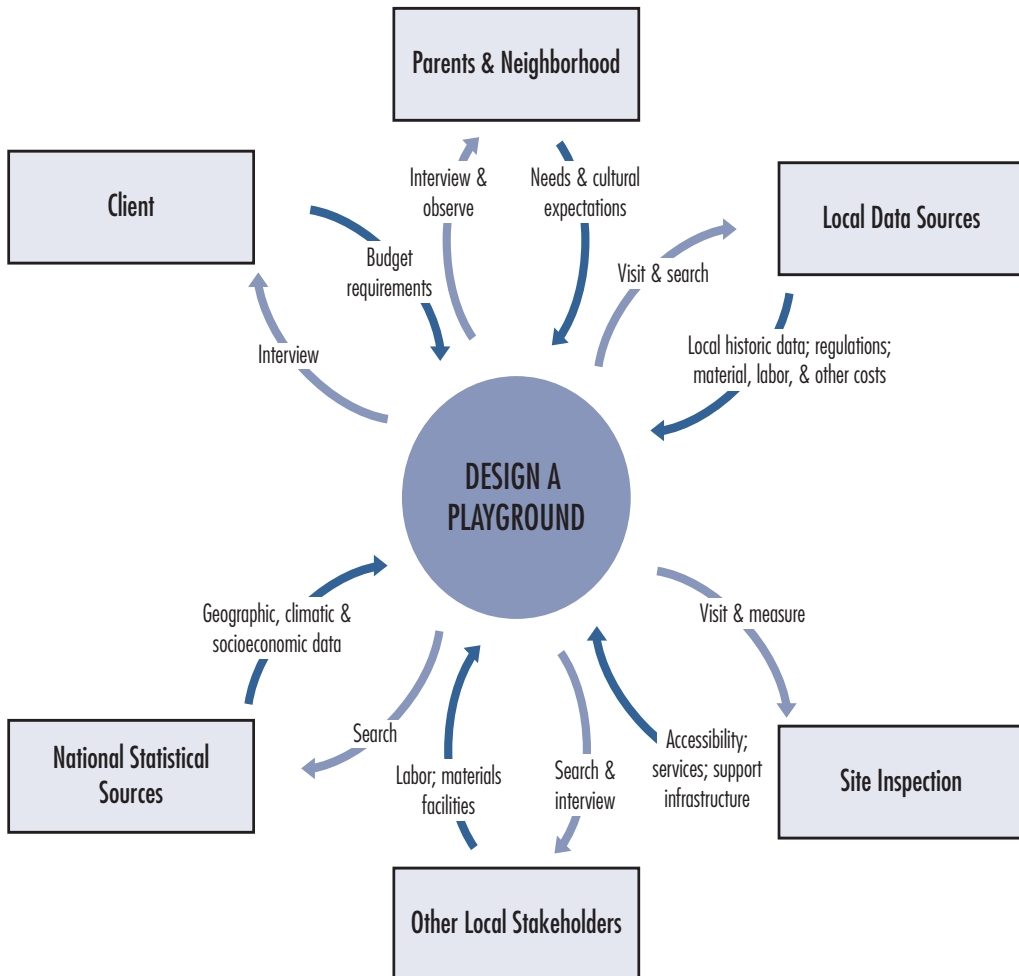 Parents & Neighborhood
Interview &
observe
Needs & cultural
expectations
Client
Budget
requirements
Interview
Local Data Sources
Visit & search
Local historic data; regulations;
material, labor, & other costs
DESIGN A
PLAYGROUND
Geographic, climatic &
socioeconomic data
Search
National Statistical
Sources
Labor; materials
facilities
Search &
interview
Other Local Stakeholders
Visit & measure
Accessibility;
services; support
infrastructure
Site Inspection